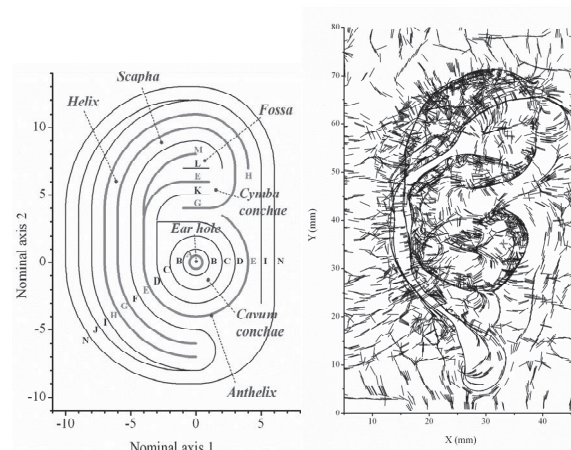 Scapha
Helix
Fossa
M
L
E
H
K
G
Cymba
conchae
Ear hole
B
B
C
D
E
I
N
C
D
E
F
G
H
I
J
N
Cavum
conchae
Anthelix
Nominal axis 2
10
5
0
-5
-10
-10
-5
0
5
Nominal axis 1
Y (mm)
80
70
60
50
40
30
20
10
0
10
20
30
40
X (mm)